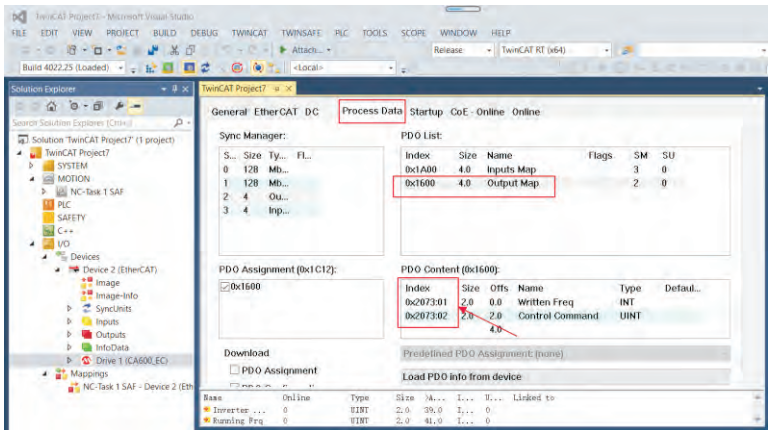 TwinCAT Project7 - Microsoft Visual Studio
FILE EDIT VIEW PROJECT BUILD DEBUG TWINCAT TWINSAFE PLC TOOLS SCOPE WINDOW HELP
Attach... Release TwinCAT RT (x64)
Build 4022.25 (Loaded) <Local>
Solution Explorer
Search Solution Explorer (Ctrl+;)
Solution 'TwinCAT Project7' (1 project)
TwinCAT Project7
SYSTEM
MOTION
NC-Task 1 SAF
PLC
SAFETY
C++
I/O
Devices
Device 2 (EtherCAT)
Image
Image-Info
SyncUnits
Inputs
Outputs
InfoData
Drive 1 (CA600_EC)
Mappings
NC-Task 1 SAF - Device 2 (Eth
TwinCAT Project7
General EtherCAT DC Process Data Startup CoE - Online Online
Sync Manager:
S... Size Ty... Fl...
0 128 Mb...
1 128 Mb...
2 4 Ou...
3 4 Inp...
PDO List:
Index Size Name Flags SM SU
0x1A00 4.0 Inputs Map 3 0
0x1600 4.0 Output Map 2 0
PDO Assignment (0x1C12):
0x1600
PDO Content (0x1600):
Index Size Offs Name Type Defaul...
0x2073:01 2.0 0.0 Written Freq INT
0x2073:02 2.0 2.0 Control Command UINT
4.0
Download
PDO Assignment
Predefined PDO Assignment: (none)
Load PDO info from device
Name Online Type Size >A... I... U... Linked to
Inverter ... 0 UINT 2.0 39.0 I... 0
Running Frq 0 UINT 2.0 41.0 I... 0